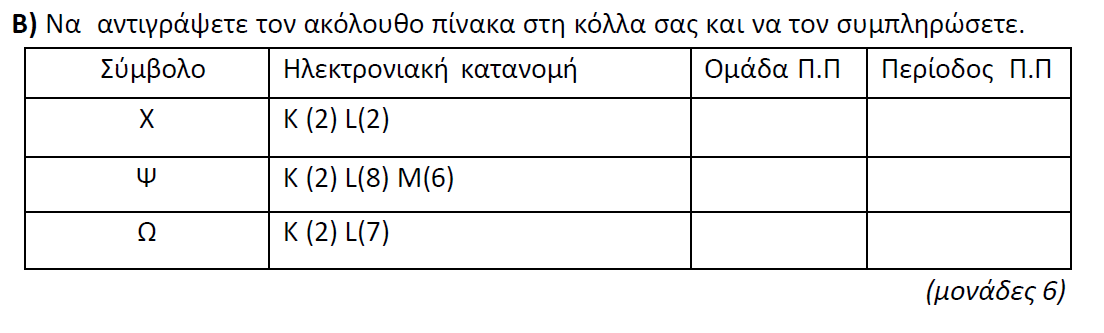 Β) Να αντιγράψετε τον ακόλουθο πίνακα στη κόλλα σας και να τον συμπληρώσετε.
Σύμβολο Ηλεκτρονιακή κατανομή Ομάδα Π.Π Περίοδος Π.Π
Χ K (2) L(2)
Ψ K (2) L(8) M(6)
Ω K (2) L(7)
(μονάδες 6)